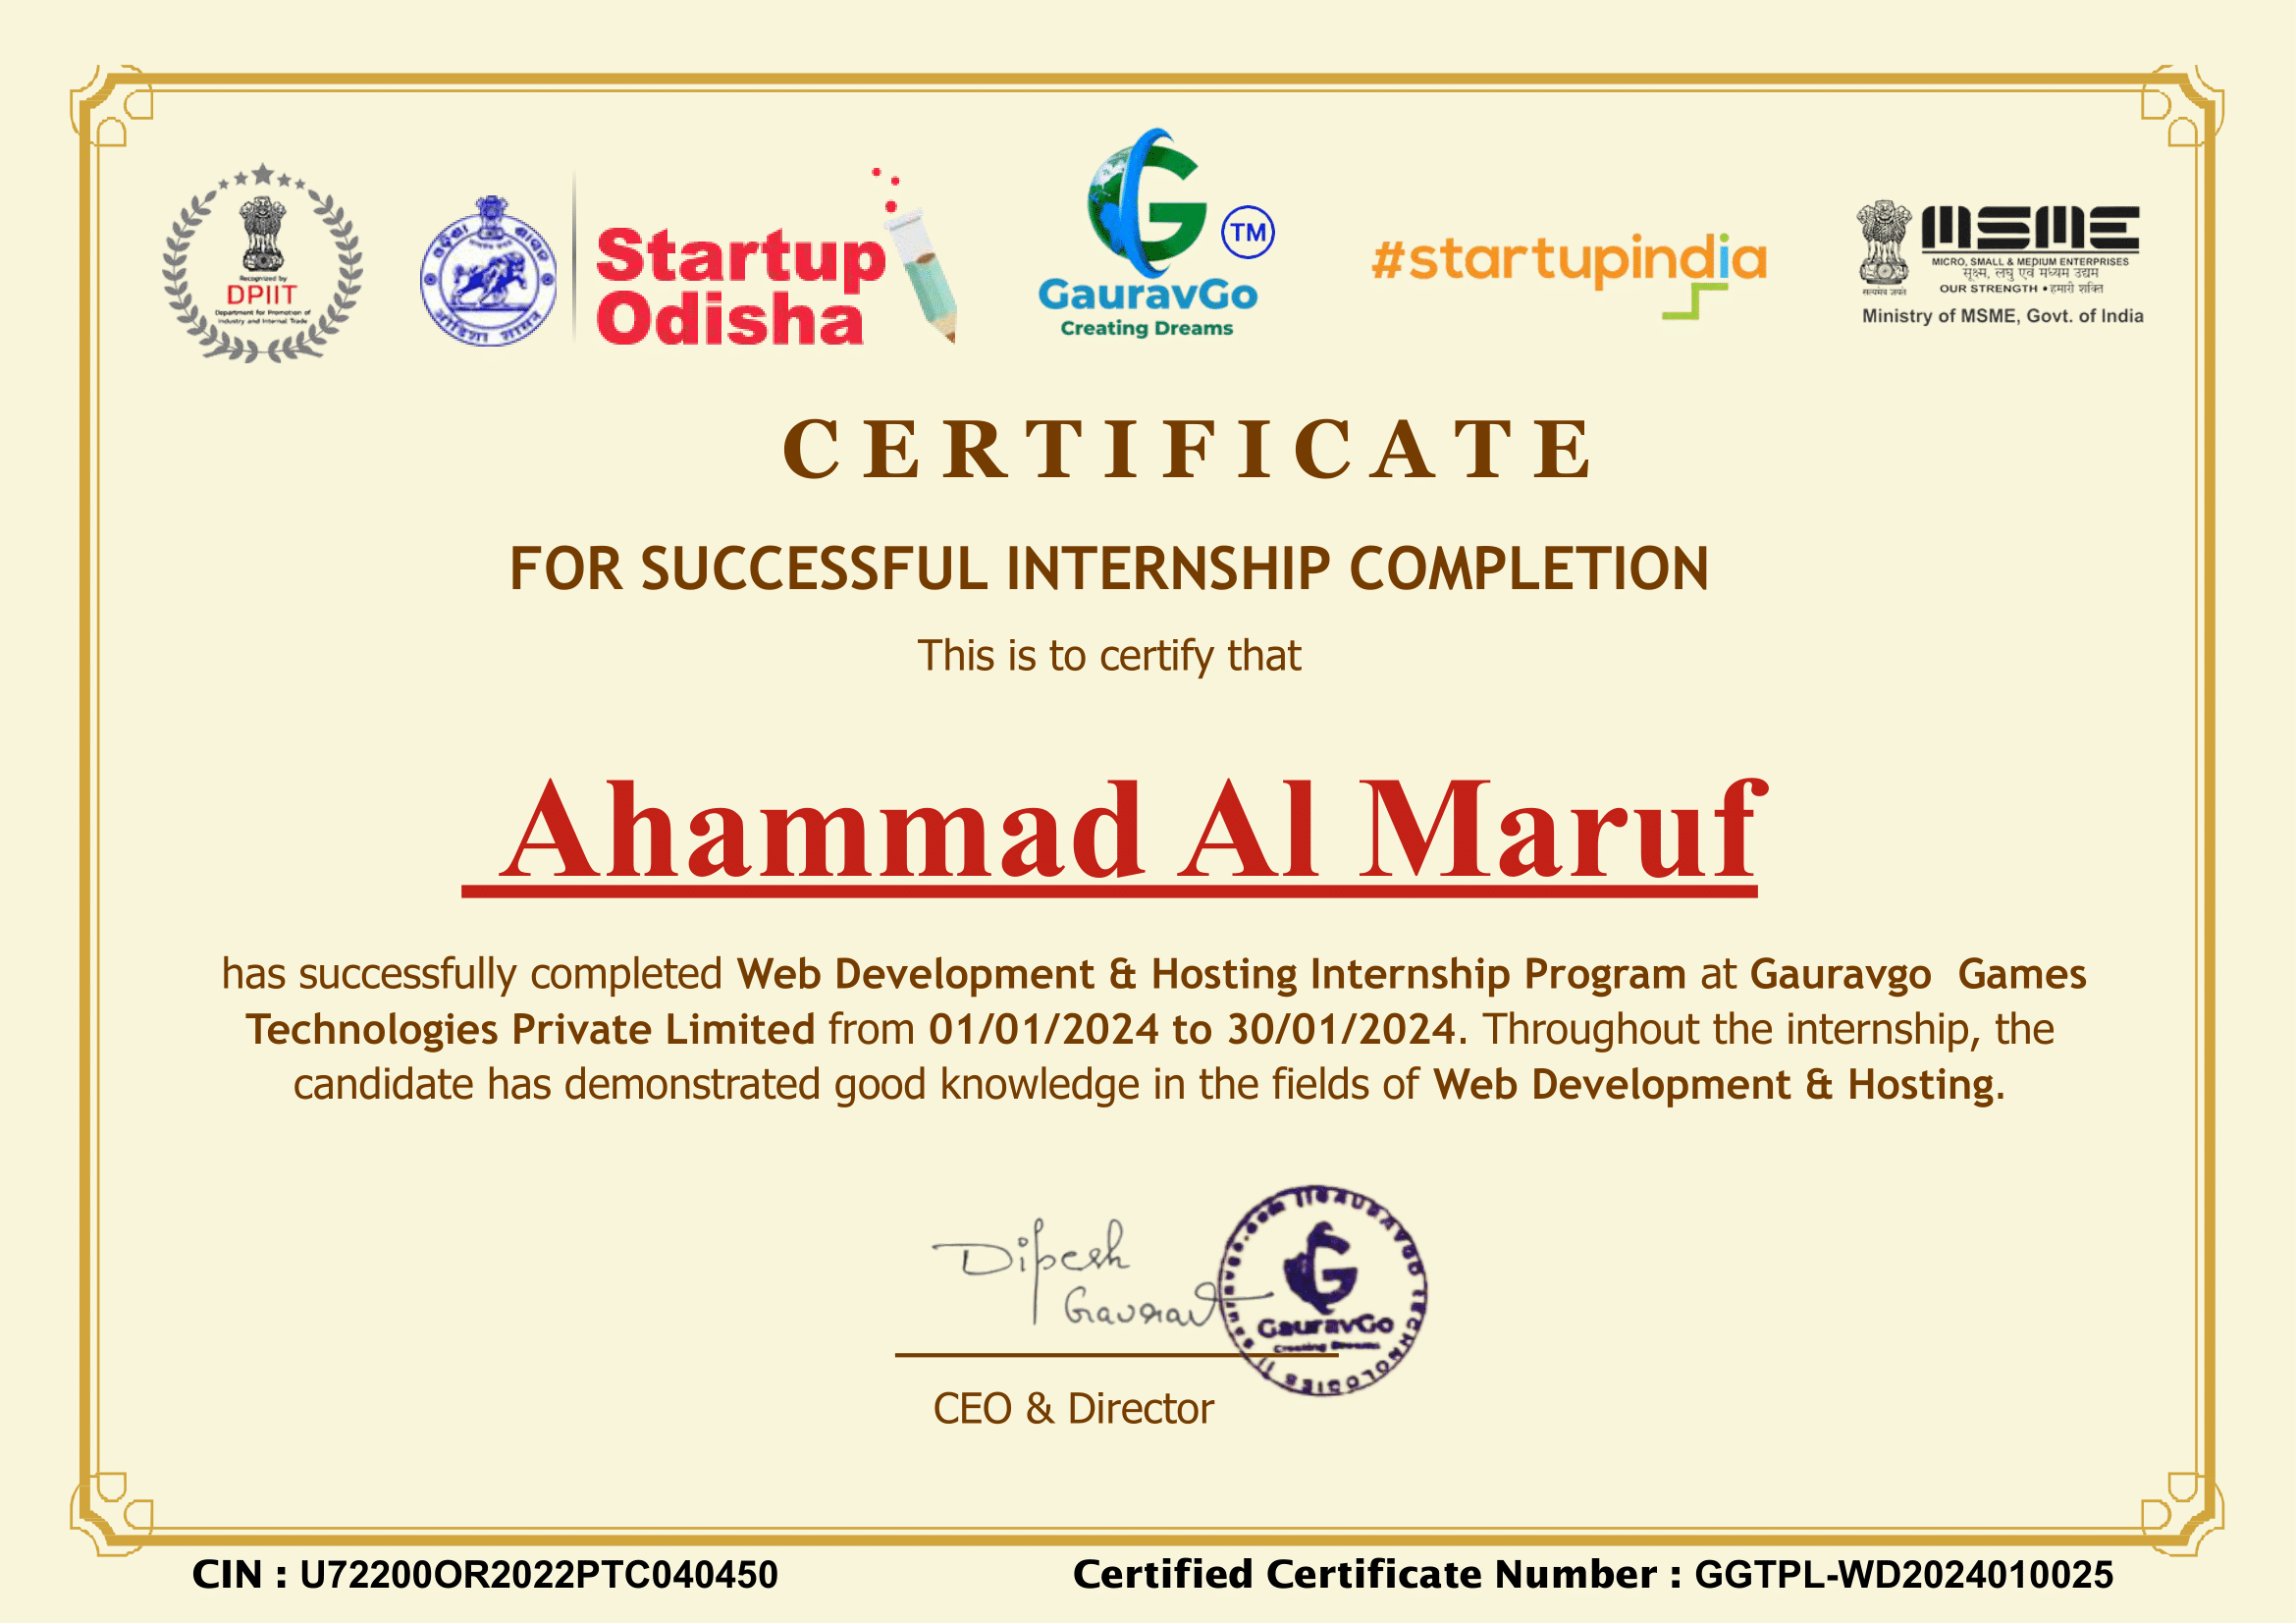 Recognized by
DPIIT
Department for Promotion of
Industry and Internal Trade
Startup
Odisha
GauravGo
Creating Dreams
TM
#startupindia
सत्यमेव जयते
MSME
MICRO, SMALL & MEDIUM ENTERPRISES
सूक्ष्म, लघु एवं मध्यम उद्यम
OUR STRENGTH • हमारी शक्ति
Ministry of MSME, Govt. of India
CERTIFICATE
FOR SUCCESSFUL INTERNSHIP COMPLETION
This is to certify that
Ahammad Al Maruf
has successfully completed Web Development & Hosting Internship Program at Gauravgo Games
Technologies Private Limited from 01/01/2024 to 30/01/2024. Throughout the internship, the
candidate has demonstrated good knowledge in the fields of Web Development & Hosting.
Dipesh
Gaurav
GAURAVGO TECHNOLOGIES
GauravGo
Creating Dreams
CEO & Director
CIN : U72200OR2022PTC040450
Certified Certificate Number : GGTPL-WD2024010025